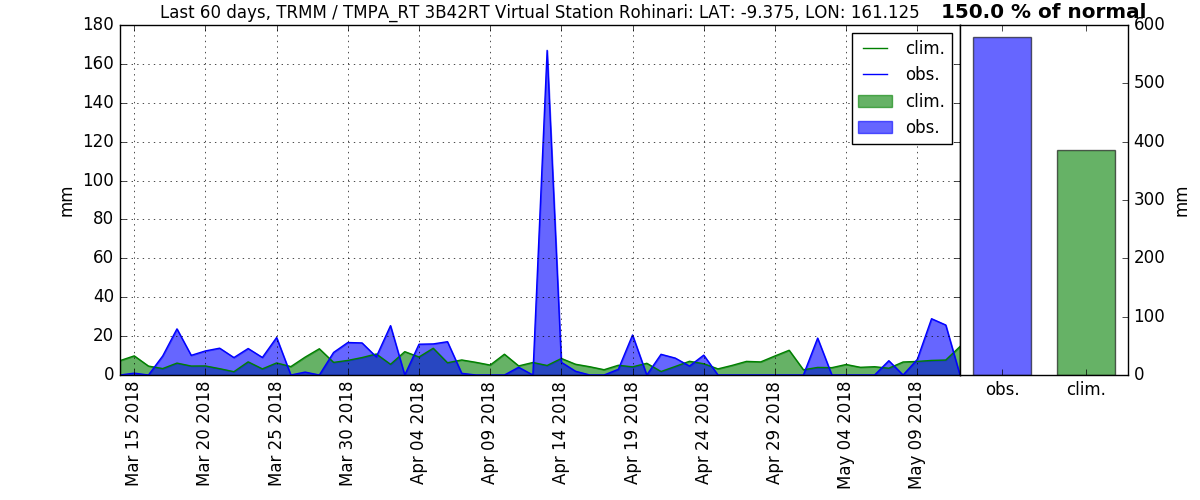 Last 60 days, TRMM / TMPA_RT 3B42RT Virtual Station Rohinari: LAT: -9.375, LON: 161.125
150.0 % of normal
180
160
140
120
100
80
60
40
20
0
mm
clim.
obs.
clim.
obs.
600
500
400
300
200
100
0
mm
Mar 15 2018
Mar 20 2018
Mar 25 2018
Mar 30 2018
Apr 04 2018
Apr 09 2018
Apr 14 2018
Apr 19 2018
Apr 24 2018
Apr 29 2018
May 04 2018
May 09 2018
obs.
clim.